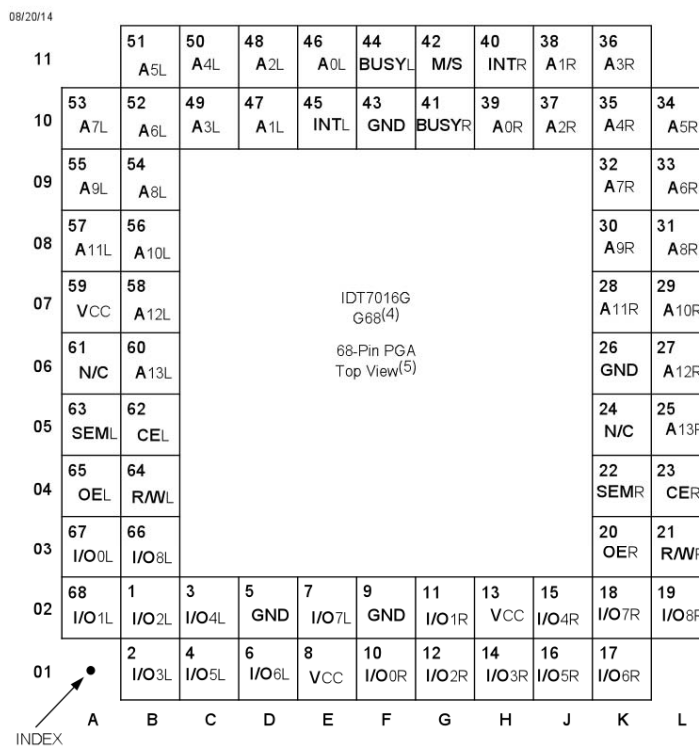 08/20/14
11 51 A5L 50 A4L 48 A2L 46 A0L 44 BUSYL 42 M/S 40 INTR 38 A1R 36 A3R
10 53 A7L 52 A6L 49 A3L 47 A1L 45 INTL 43 GND 41 BUSYR 39 A0R 37 A2R 35 A4R 34 A5R
09 55 A9L 54 A8L 32 A7R 33 A6R
08 57 A11L 56 A10L 30 A9R 31 A8R
07 59 VCC 58 A12L 28 A11R 29 A10R
IDT7016G
G68(4)
68-Pin PGA
Top View(5)
06 61 N/C 60 A13L 26 GND 27 A12R
05 63 SEML 62 CEL 24 N/C 25 A13R
04 65 OEL 64 R/WL 22 SEMR 23 CER
03 67 I/O0L 66 I/O8L 20 OER 21 R/WR
02 68 I/O1L 1 I/O2L 3 I/O4L 5 GND 7 I/O7L 9 GND 11 I/O1R 13 VCC 15 I/O4R 18 I/O7R 19 I/O8R
01 2 I/O3L 4 I/O5L 6 I/O6L 8 VCC 10 I/O0R 12 I/O2R 14 I/O3R 16 I/O5R 17 I/O6R
A B C D E F G H J K L
INDEX